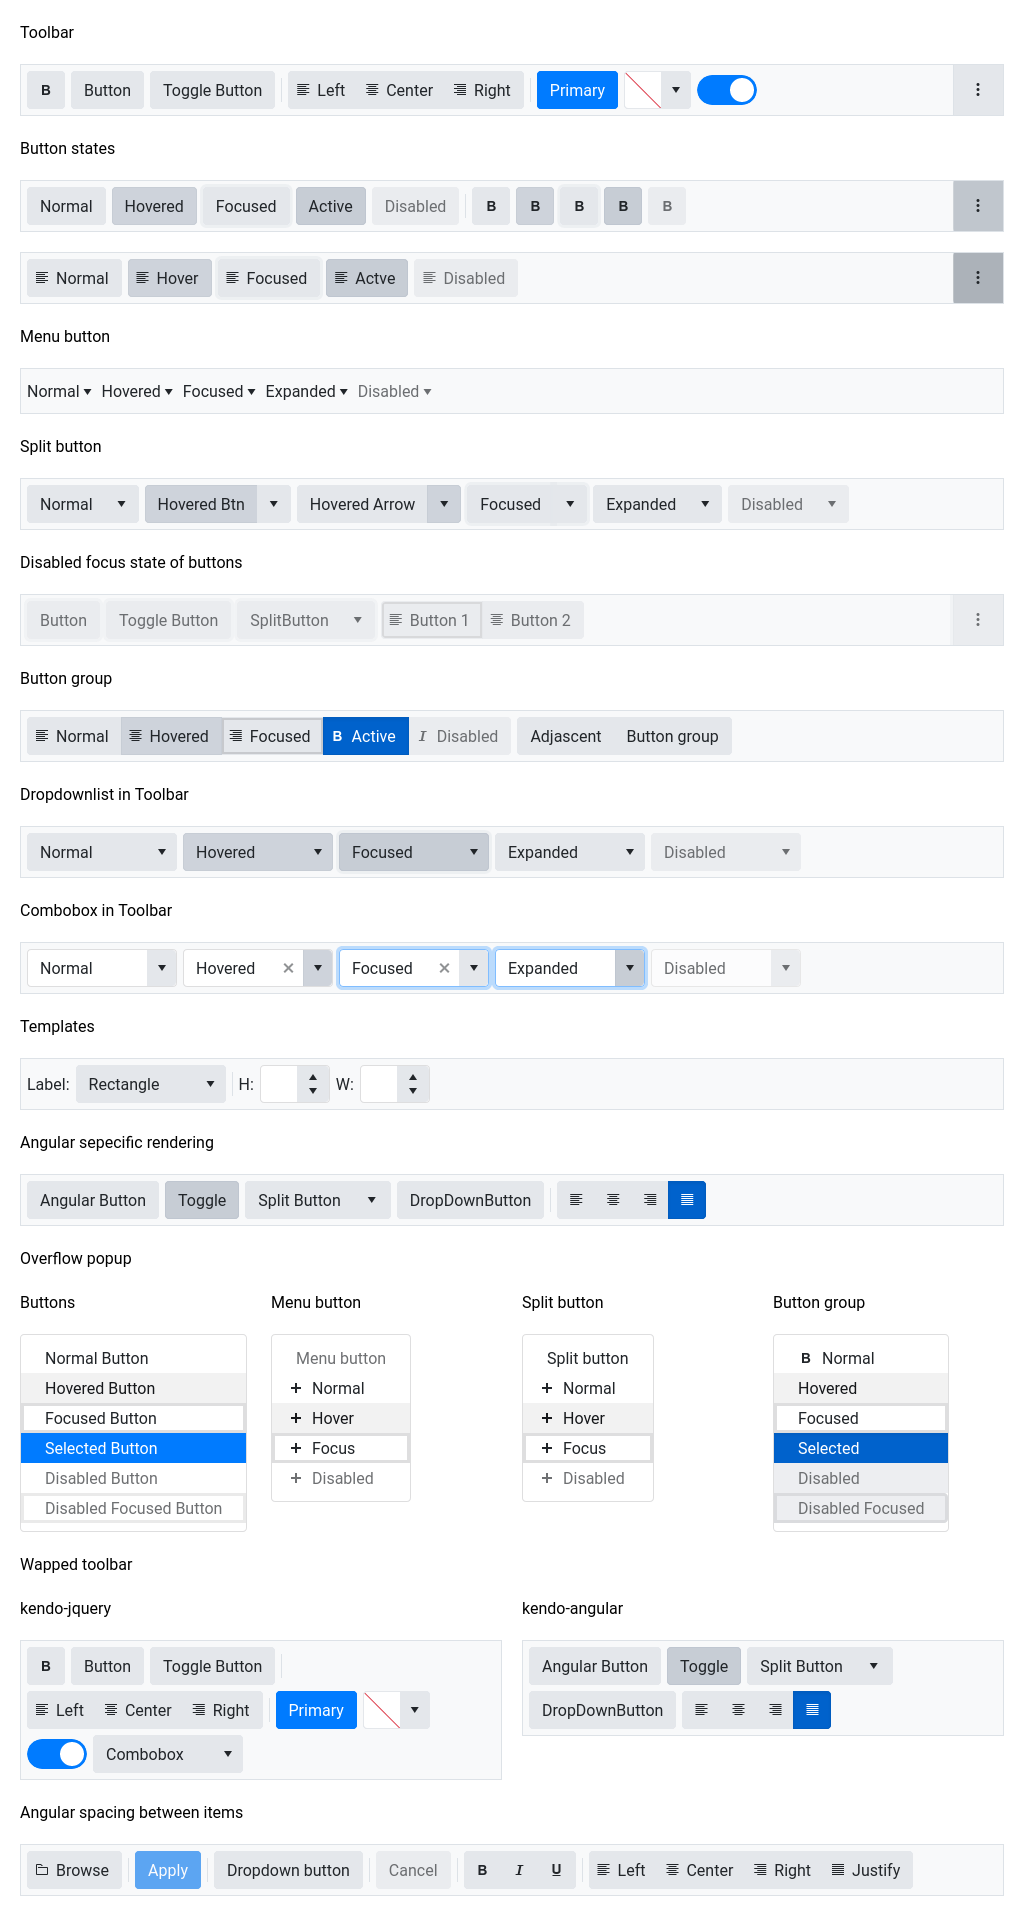 Toolbar
B Button Toggle Button Left Center Right Primary
Button states
Normal Hovered Focused Active Disabled B B B B B
Normal Hover Focused Actve Disabled
Menu button
Normal Hovered Focused Expanded Disabled
Split button
Normal Hovered Btn Hovered Arrow Focused Expanded Disabled
Disabled focus state of buttons
Button Toggle Button SplitButton Button 1 Button 2
Button group
Normal Hovered Focused B Active I Disabled Adjascent Button group
Dropdownlist in Toolbar
Normal Hovered Focused Expanded Disabled
Combobox in Toolbar
Normal Hovered Focused Expanded Disabled
Templates
Label: Rectangle H: W:
Angular sepecific rendering
Angular Button Toggle Split Button DropDownButton
Overflow popup
Buttons
Normal Button
Hovered Button
Focused Button
Selected Button
Disabled Button
Disabled Focused Button
Menu button
Menu button
Normal
Hover
Focus
Disabled
Split button
Split button
Normal
Hover
Focus
Disabled
Button group
B Normal
Hovered
Focused
Selected
Disabled
Disabled Focused
Wapped toolbar
kendo-jquery
B Button Toggle Button
Left Center Right Primary
Combobox
kendo-angular
Angular Button Toggle Split Button
DropDownButton
Angular spacing between items
Browse Apply Dropdown button Cancel B I U Left Center Right Justify